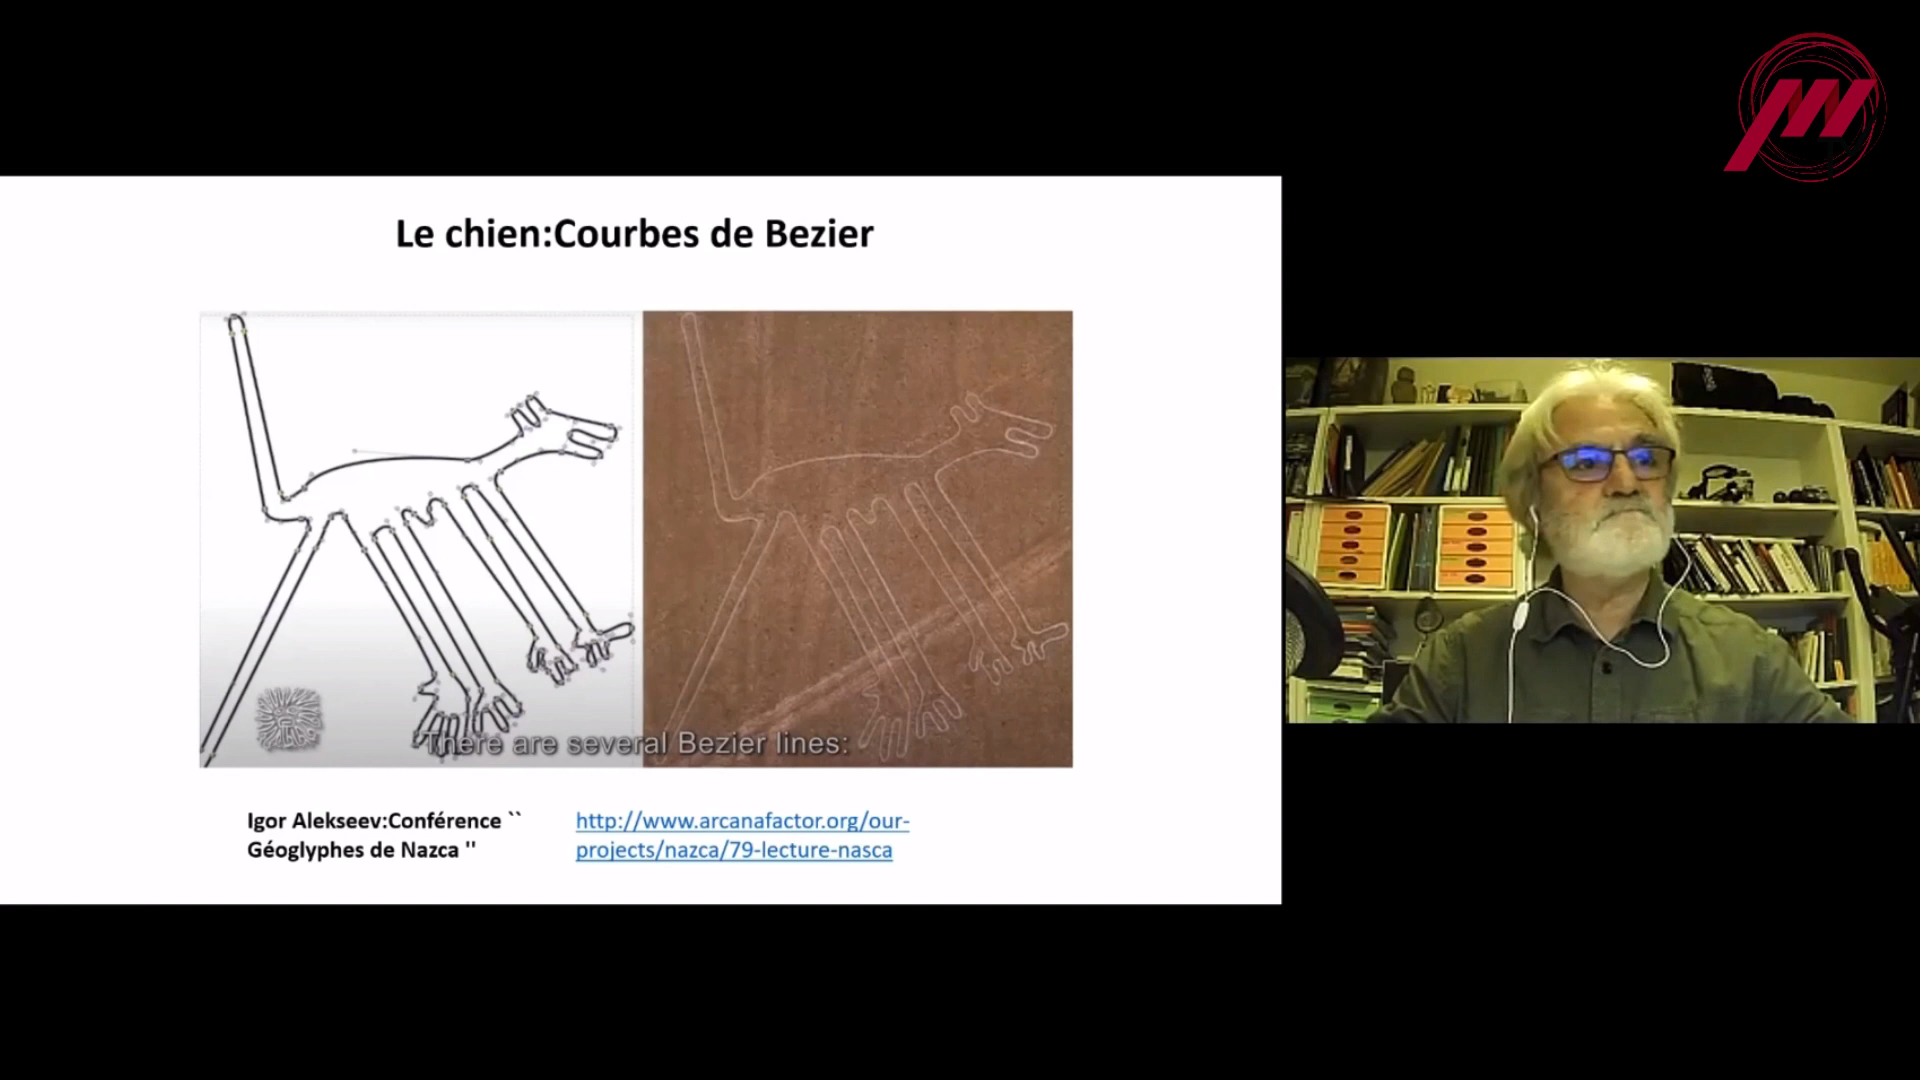 Le chien:Courbes de Bezier
There are several Bezier lines:
Igor Alekseev:Conférence ``
Géoglyphes de Nazca ''
http://www.arcanafactor.org/our-
projects/nazca/79-lecture-nasca